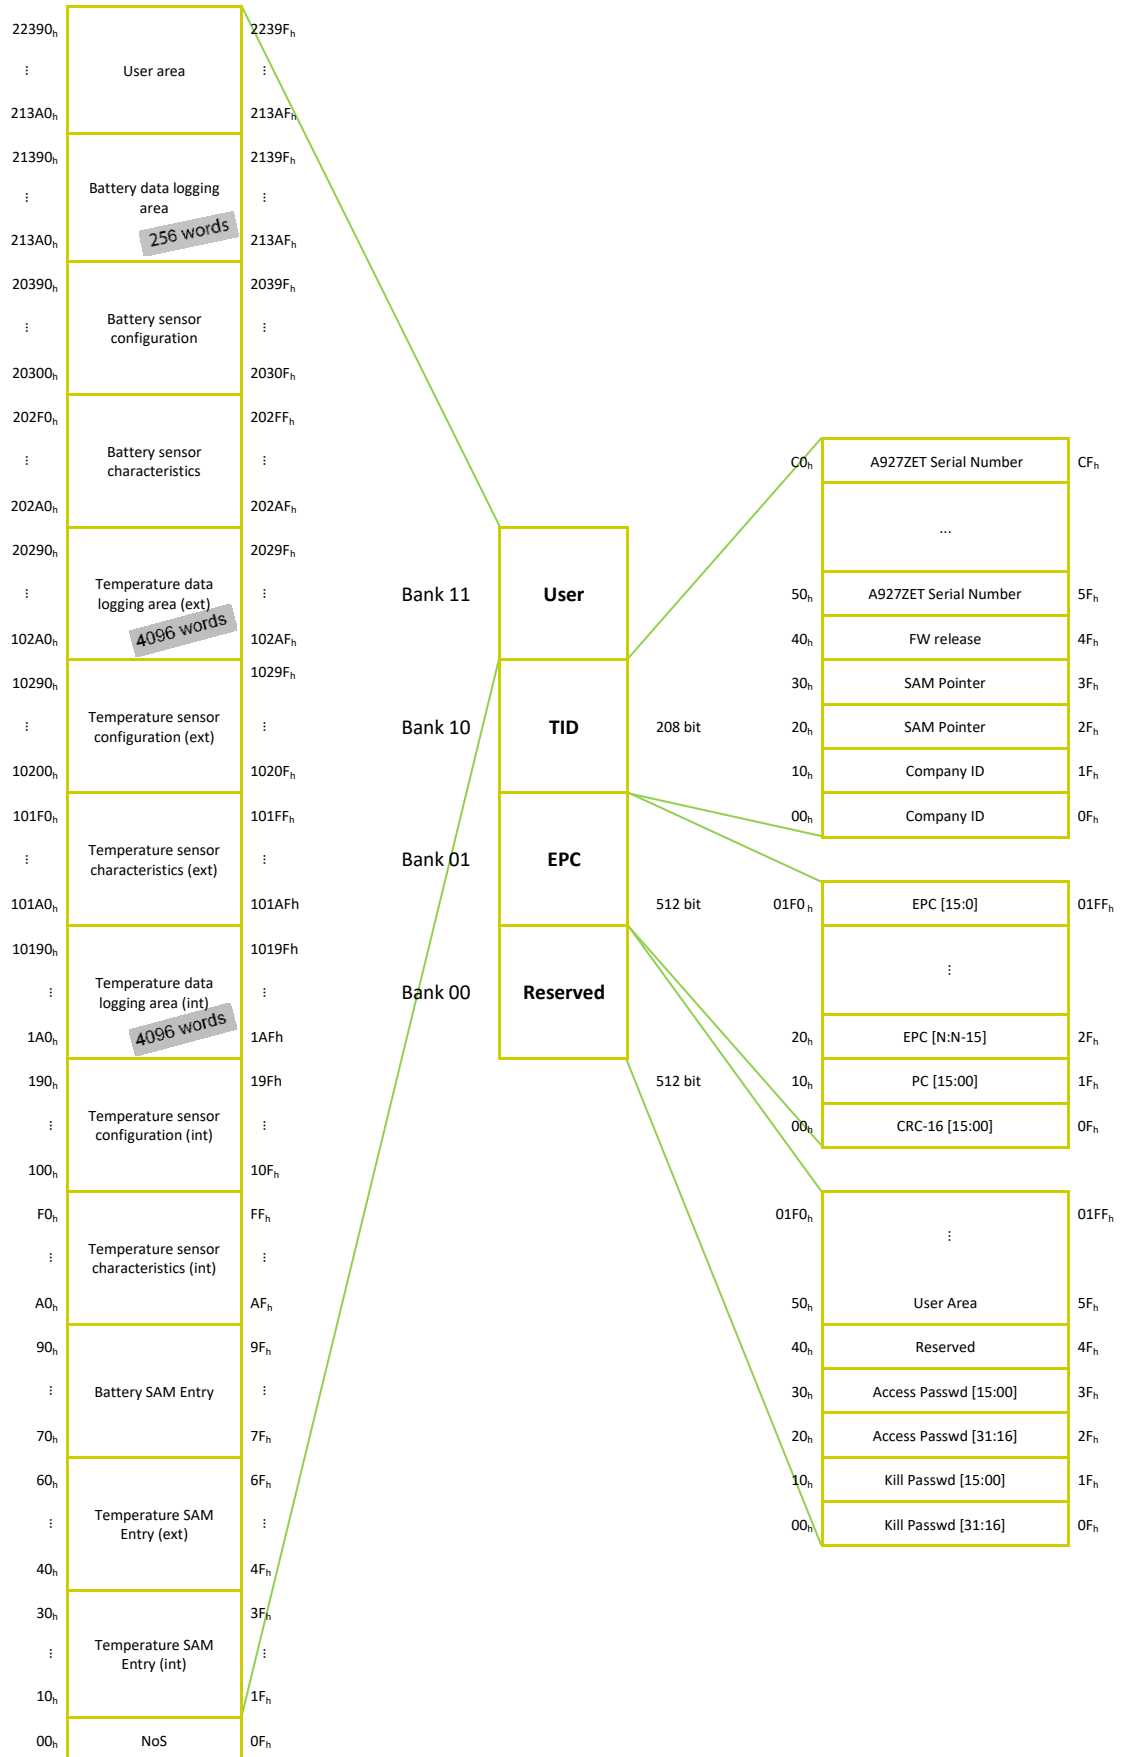 22390h 2239Fh
⋮ User area ⋮
213A0h 213AFh
21390h 2139Fh
Battery data logging
⋮ area ⋮
256 words
213A0h 213AFh
20390h 2039Fh
Battery sensor
⋮ configuration ⋮
20300h 2030Fh
202F0h 202FFh
Battery sensor
⋮ characteristics ⋮
202A0h 202AFh
20290h 2029Fh
Temperature data
⋮ logging area (ext) ⋮
4096 words
102A0h 102AFh
10290h 1029Fh
Temperature sensor
⋮ configuration (ext) ⋮
10200h 1020Fh
101F0h 101FFh
Temperature sensor
⋮ characteristics (ext) ⋮
101A0h 101AFh
10190h 1019Fh
Temperature data
⋮ logging area (int) ⋮
4096 words
1A0h 1AFh
190h 19Fh
Temperature sensor
⋮ configuration (int) ⋮
100h 10Fh
F0h FFh
Temperature sensor
⋮ characteristics (int) ⋮
A0h AFh
90h 9Fh
⋮ Battery SAM Entry ⋮
70h 7Fh
60h 6Fh
Temperature SAM
⋮ Entry (ext) ⋮
40h 4Fh
30h 3Fh
Temperature SAM
⋮ Entry (int) ⋮
10h 1Fh
00h NoS 0Fh
Bank 11 User
Bank 10 TID 208 bit
Bank 01 EPC
512 bit
Bank 00 Reserved
512 bit
C0h A927ZET Serial Number CFh
...
50h A927ZET Serial Number 5Fh
40h FW release 4Fh
30h SAM Pointer 3Fh
20h SAM Pointer 2Fh
10h Company ID 1Fh
00h Company ID 0Fh
01F0 h EPC [15:0] 01FFh
⋮
20h EPC [N:N-15] 2Fh
10h PC [15:00] 1Fh
00h CRC-16 [15:00] 0Fh
01F0h 01FFh
⋮
50h User Area 5Fh
40h Reserved 4Fh
30h Access Passwd [15:00] 3Fh
20h Access Passwd [31:16] 2Fh
10h Kill Passwd [15:00] 1Fh
00h Kill Passwd [31:16] 0Fh